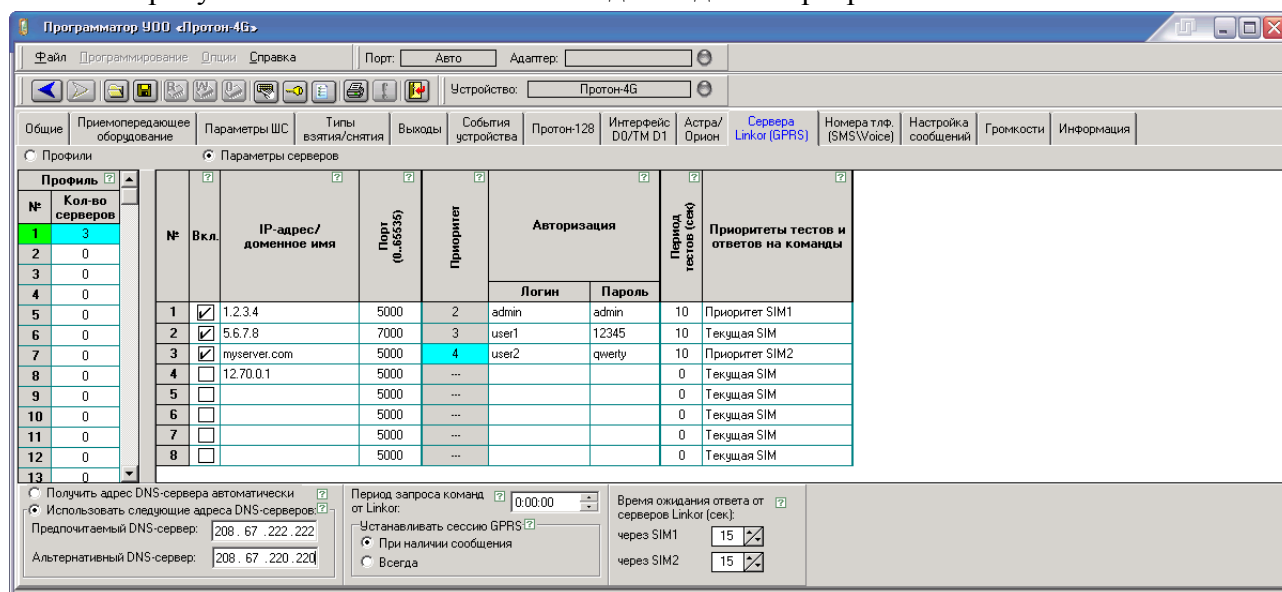 Программатор УОО «Протон-4G»
Файл Программирование Опции Справка Порт: Авто Адаптер:
Устройство: Протон-4G
Общие Приемопередающее оборудование Параметры ШС Типы взятия/снятия Выходы События устройства Протон-128 Интерфейс D0/TM D1 Астра/Орион Сервера Linkor (GPRS) Номера тлф. (SMS\Voice) Настройка сообщений Громкости Информация
Профили Параметры серверов
Профиль ?
№ Кол-во серверов
1 3
2 0
3 0
4 0
5 0
6 0
7 0
8 0
9 0
10 0
11 0
12 0
13 0
№ Вкл. IP-адрес/доменное имя Порт (0..65535) Приоритет Авторизация Период тестов (сек) Приоритеты тестов и ответов на команды
Логин Пароль
1 1.2.3.4 5000 2 admin admin 10 Приоритет SIM1
2 5.6.7.8 7000 3 user1 12345 10 Текущая SIM
3 myserver.com 5000 4 user2 qwerty 10 Приоритет SIM2
4 12.70.0.1 5000 --- 0 Текущая SIM
5 5000 --- 0 Текущая SIM
6 5000 --- 0 Текущая SIM
7 5000 --- 0 Текущая SIM
8 5000 --- 0 Текущая SIM
Получить адрес DNS-сервера автоматически ?
Использовать следующие адреса DNS-серверов: ?
Предпочитаемый DNS-сервер: 208 . 67 .222 .222
Альтернативный DNS-сервер: 208 . 67 .220 .220
Период запроса команд от Linkor: ? 0:00:00
Устанавливать сессию GPRS ?
При наличии сообщения
Всегда
Время ожидания ответа от серверов Linkor (сек): ?
через SIM1 15
через SIM2 15